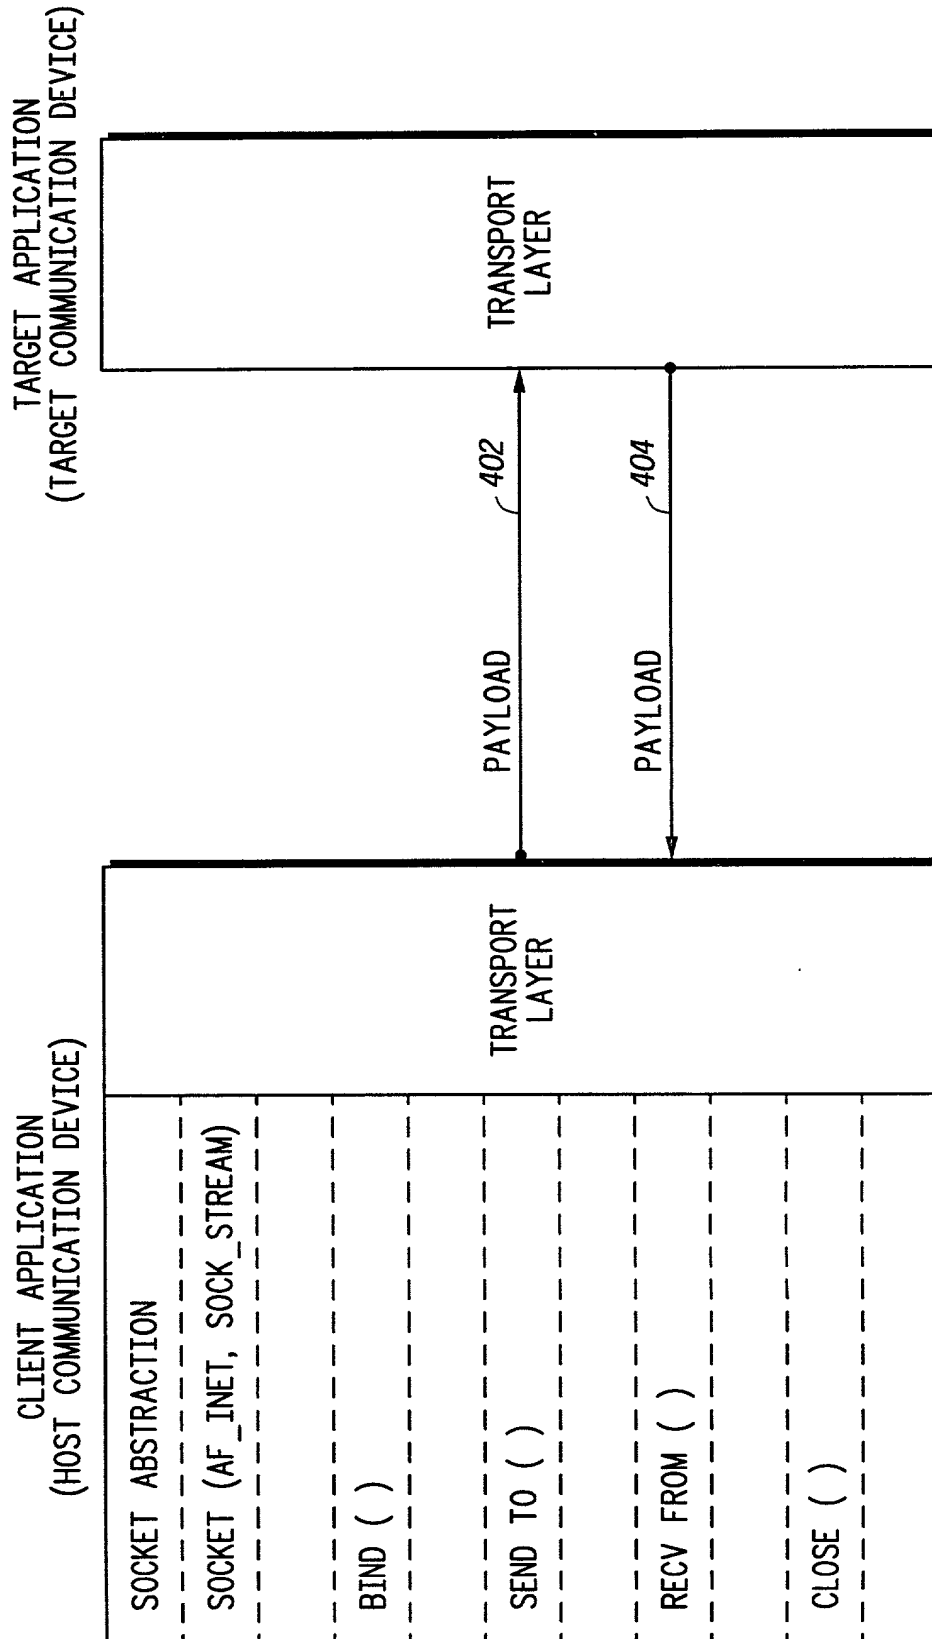 CLIENT APPLICATION
(HOST COMMUNICATION DEVICE)
TARGET APPLICATION
(TARGET COMMUNICATION DEVICE)
SOCKET ABSTRACTION
SOCKET (AF_INET, SOCK_STREAM)
BIND ( )
SEND TO ( )
RECV FROM ( )
CLOSE ( )
TRANSPORT
LAYER
PAYLOAD
402
PAYLOAD
404
TRANSPORT
LAYER